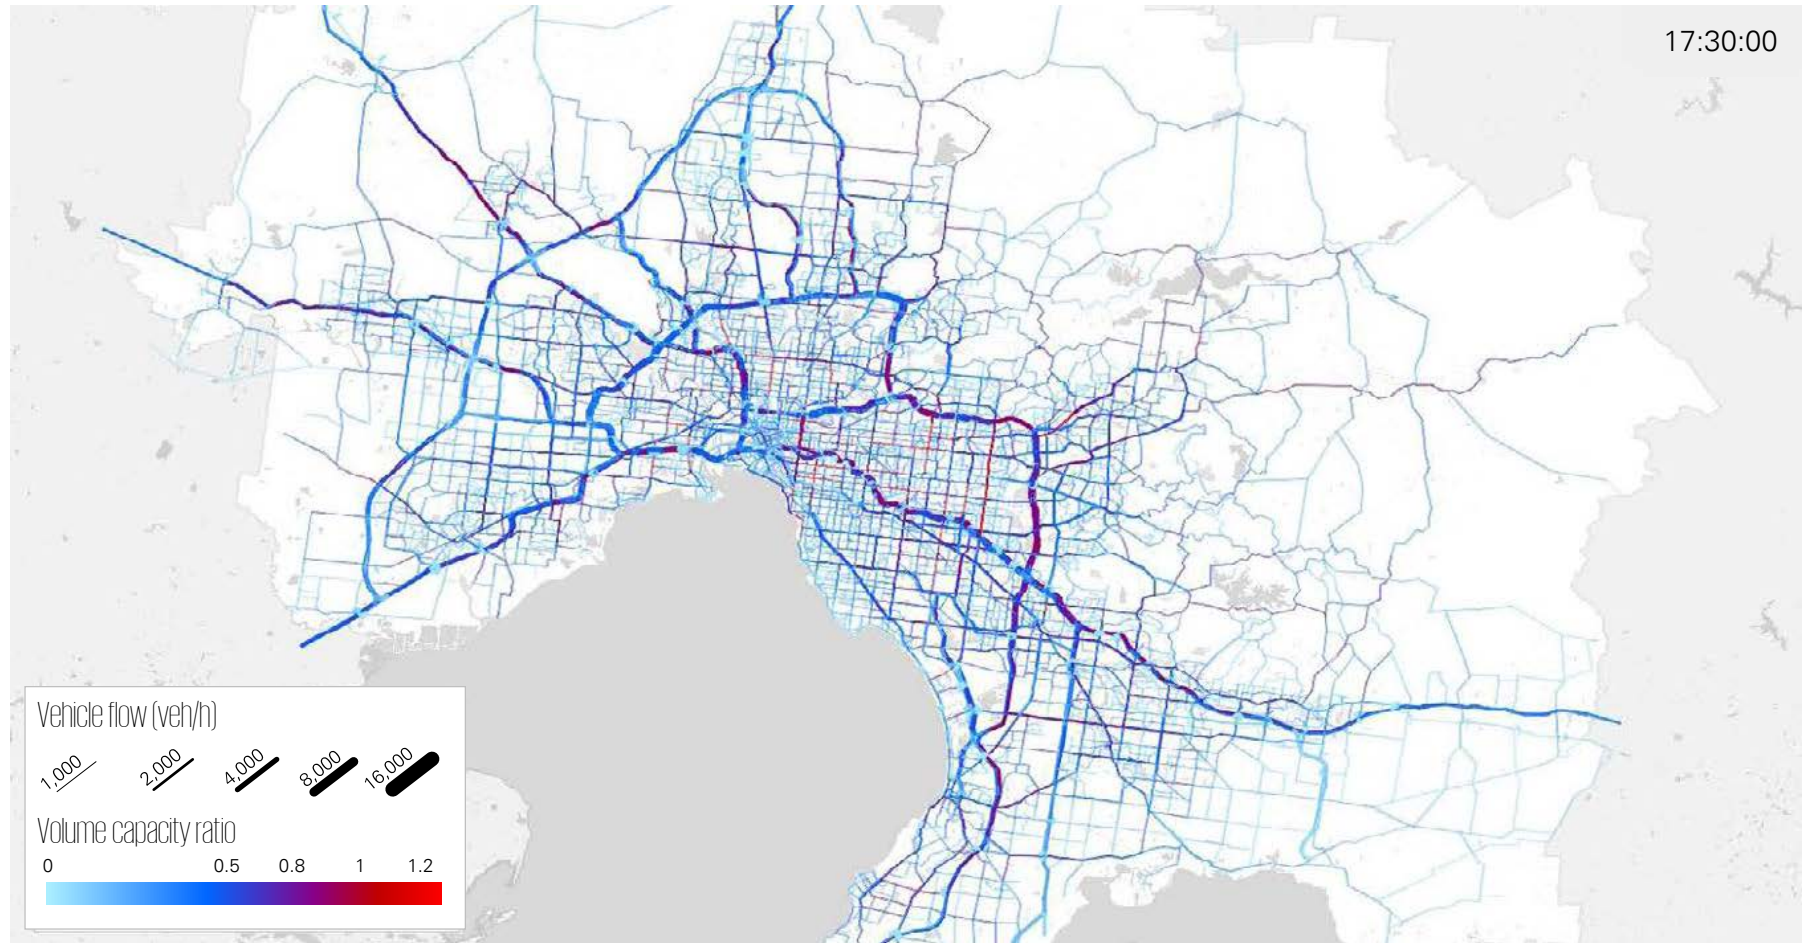 17:30:00
Vehicle flow (veh/h)
1,000 2,000 4,000 8,000 16,000
Volume capacity ratio
0 0.5 0.8 1 1.2